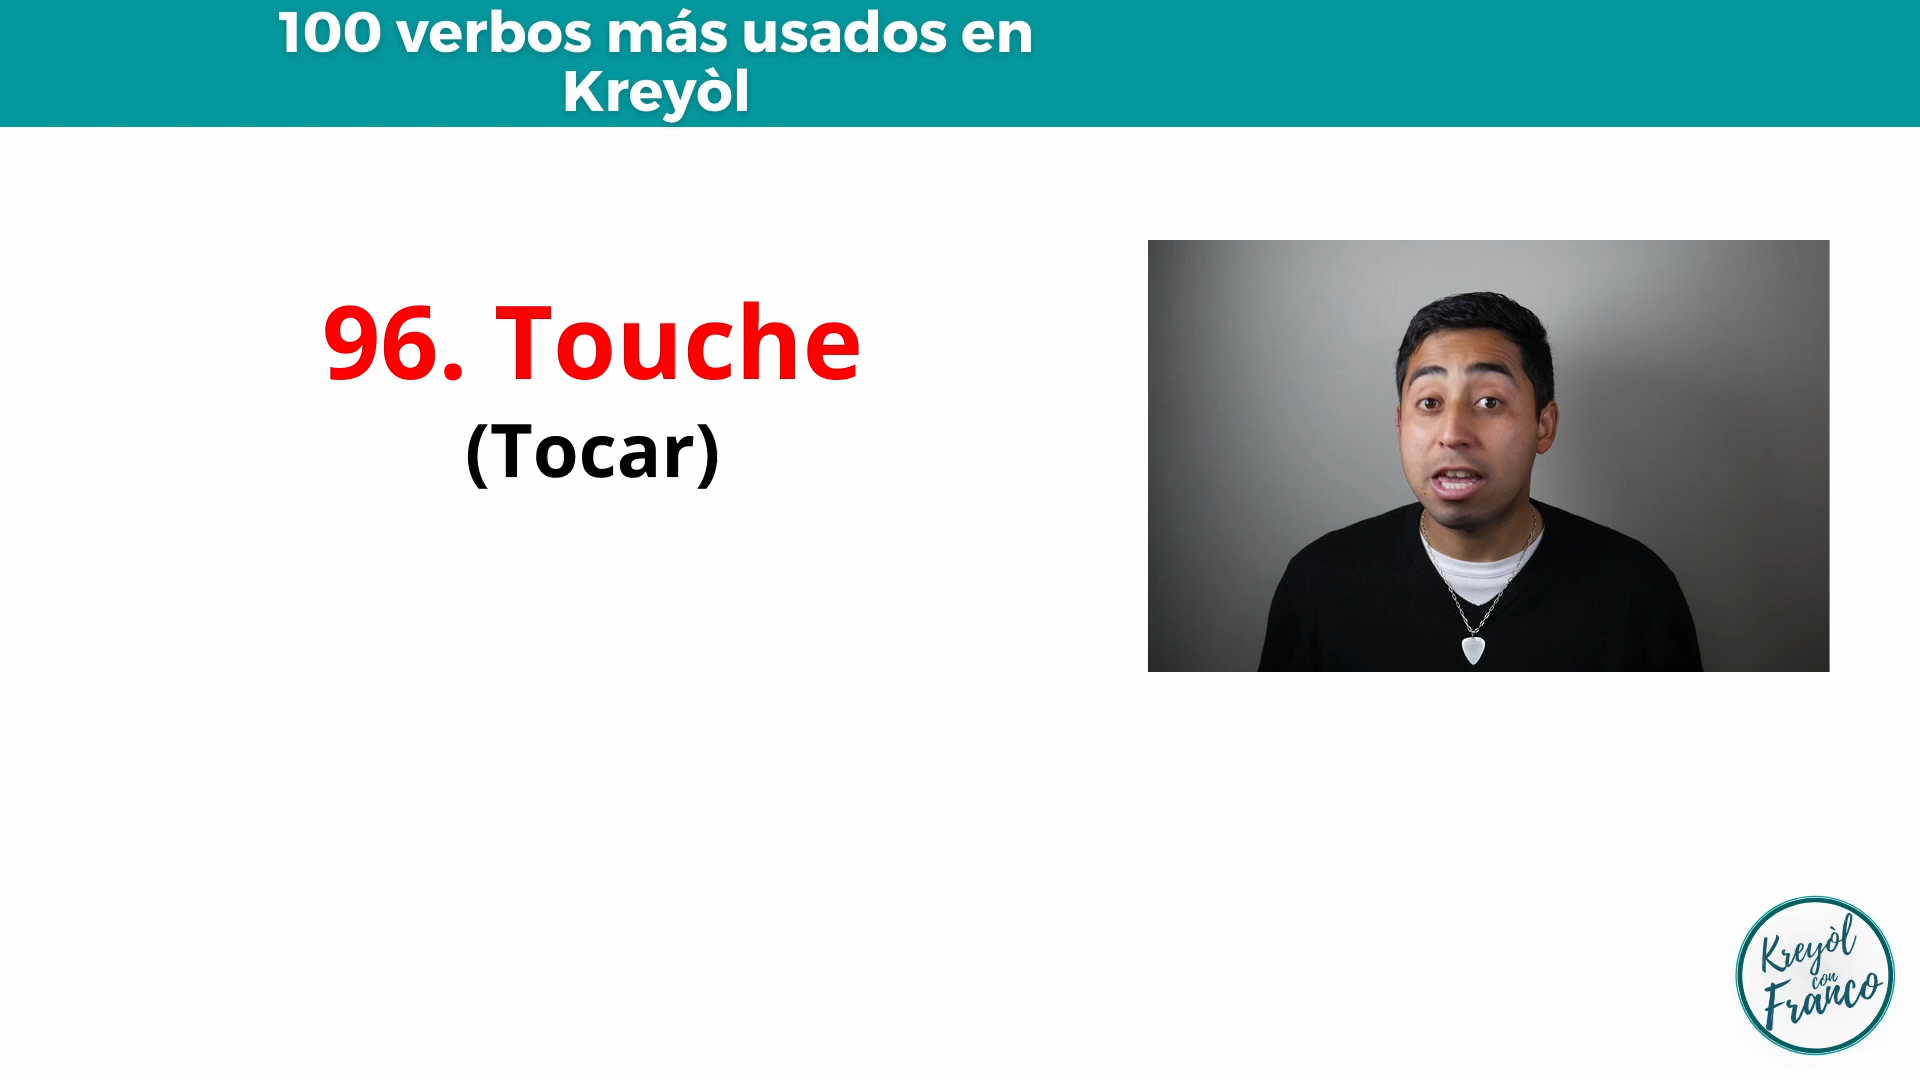 100 verbos más usados en
Kreyòl
96. Touche
(Tocar)
Kreyòl
con
Franco